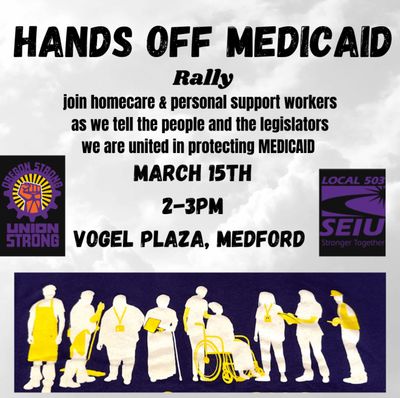 HANDS OFF MEDICAID
Rally
join homecare & personal support workers
as we tell the people and the legislators
we are united in protecting MEDICAID
MARCH 15TH
2-3PM
VOGEL PLAZA, MEDFORD
OREGON STRONG
UNION
STRONG
LOCAL 503
SEIU
Stronger Together